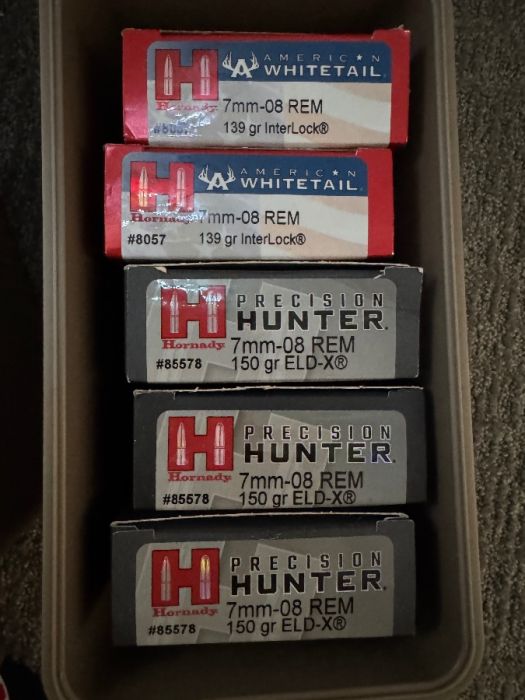 AMERICAN
WHITETAIL
Hornady
7mm-08 REM
#8057
139 gr InterLock®
AMERICAN
WHITETAIL
Hornady
7mm-08 REM
#8057
139 gr InterLock®
PRECISION
HUNTER
Hornady
7mm-08 REM
#85578
150 gr ELD-X®
PRECISION
HUNTER
Hornady
7mm-08 REM
#85578
150 gr ELD-X®
PRECISION
HUNTER
Hornady
7mm-08 REM
#85578
150 gr ELD-X®